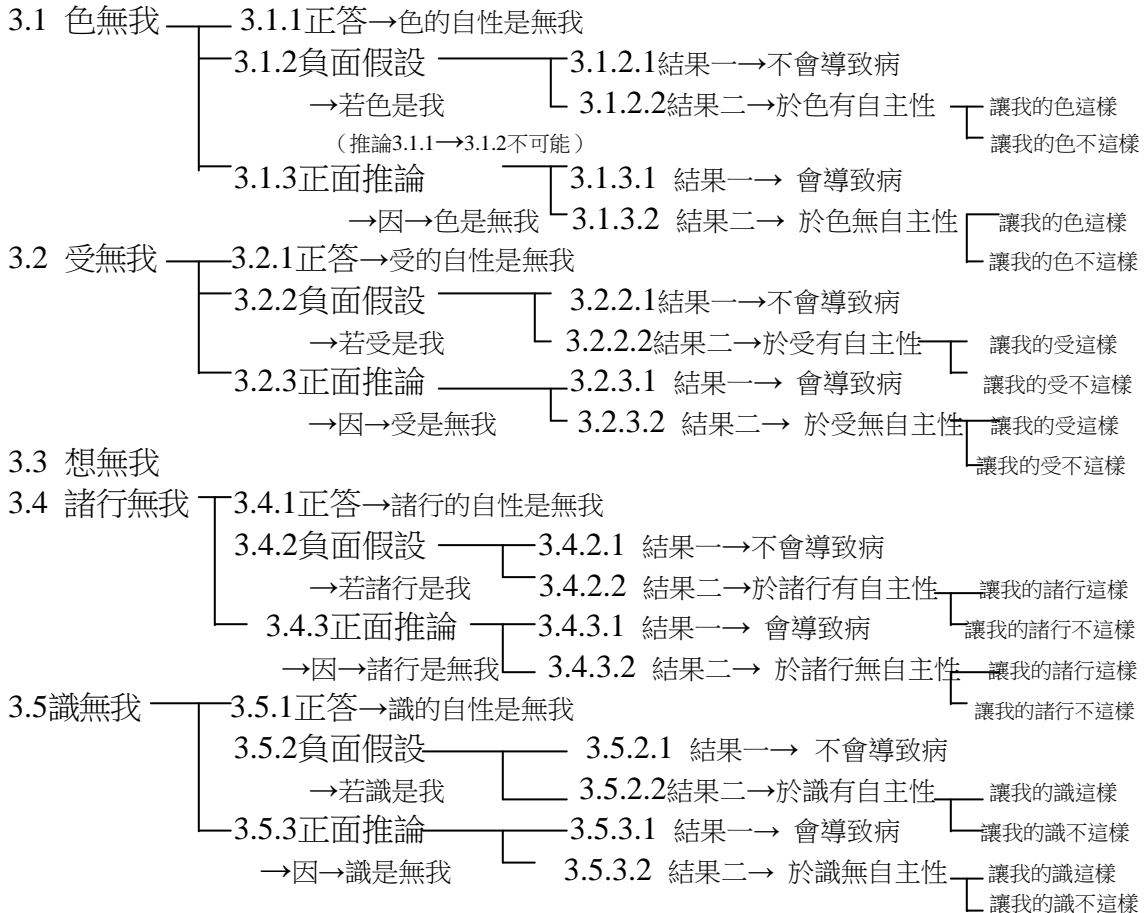 3.1 色無我 3.1.1正答→色的自性是無我
3.1.2負面假設 3.1.2.1結果一→不會導致病
→若色是我 3.1.2.2結果二→於色有自主性 讓我的色這樣
（推論3.1.1→3.1.2不可能） 讓我的色不這樣
3.1.3正面推論 3.1.3.1 結果一→ 會導致病
→因→色是無我 3.1.3.2 結果二→ 於色無自主性 讓我的色這樣
3.2 受無我 3.2.1正答→受的自性是無我 讓我的色不這樣
3.2.2負面假設 3.2.2.1結果一→不會導致病
→若受是我 3.2.2.2結果二→於受有自主性 讓我的受這樣
3.2.3正面推論 3.2.3.1 結果一→ 會導致病 讓我的受不這樣
→因→受是無我 3.2.3.2 結果二→ 於受無自主性 讓我的受這樣
3.3 想無我 讓我的受不這樣
3.4 諸行無我 3.4.1正答→諸行的自性是無我
3.4.2負面假設 3.4.2.1 結果一→不會導致病
→若諸行是我 3.4.2.2 結果二→於諸行有自主性 讓我的諸行這樣
3.4.3正面推論 3.4.3.1 結果一→ 會導致病 讓我的諸行不這樣
→因→諸行是無我 3.4.3.2 結果二→ 於諸行無自主性 讓我的諸行這樣
3.5識無我 3.5.1正答→識的自性是無我 讓我的諸行不這樣
3.5.2負面假設 3.5.2.1 結果一→ 不會導致病
→若識是我 3.5.2.2結果二→於識有自主性 讓我的識這樣
3.5.3正面推論 3.5.3.1 結果一→ 會導致病 讓我的識不這樣
→因→識是無我 3.5.3.2 結果二→ 於識無自主性 讓我的識這樣
讓我的識不這樣